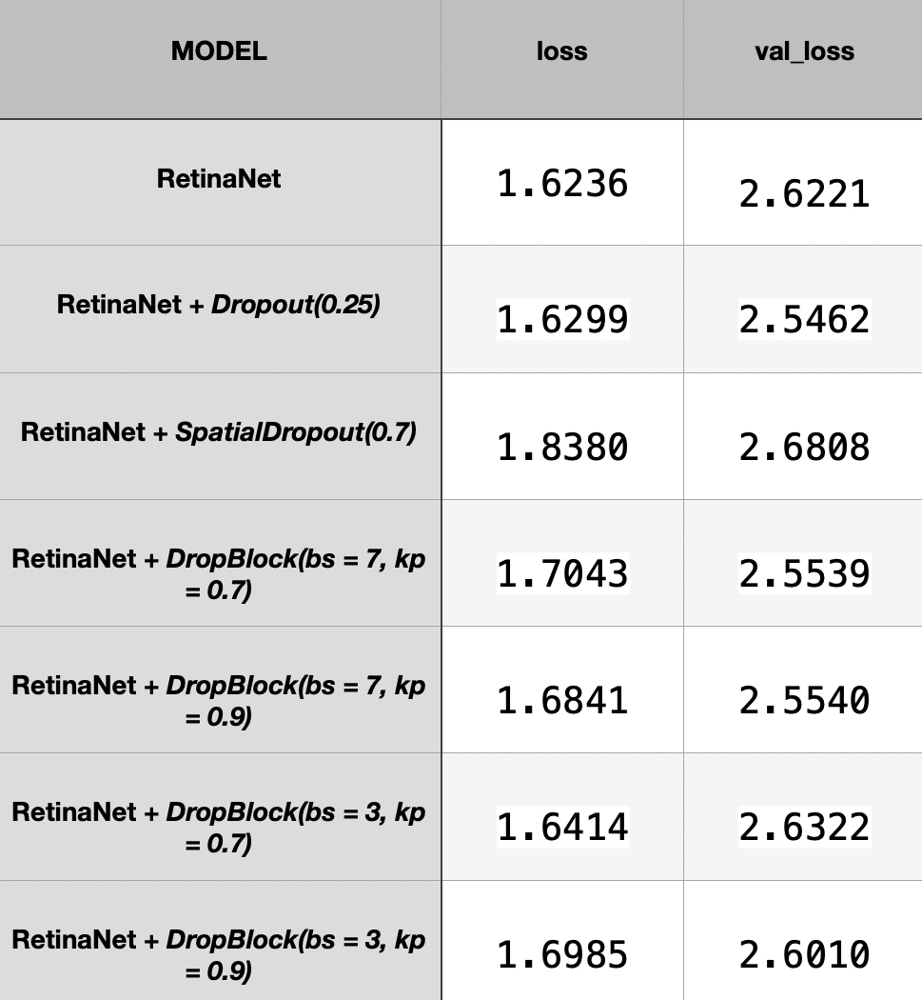 MODEL loss val_loss
RetinaNet 1.6236 2.6221
RetinaNet + Dropout(0.25) 1.6299 2.5462
RetinaNet + SpatialDropout(0.7) 1.8380 2.6808
RetinaNet + DropBlock(bs = 7, kp
= 0.7) 1.7043 2.5539
RetinaNet + DropBlock(bs = 7, kp
= 0.9) 1.6841 2.5540
RetinaNet + DropBlock(bs = 3, kp
= 0.7) 1.6414 2.6322
RetinaNet + DropBlock(bs = 3, kp
= 0.9) 1.6985 2.6010